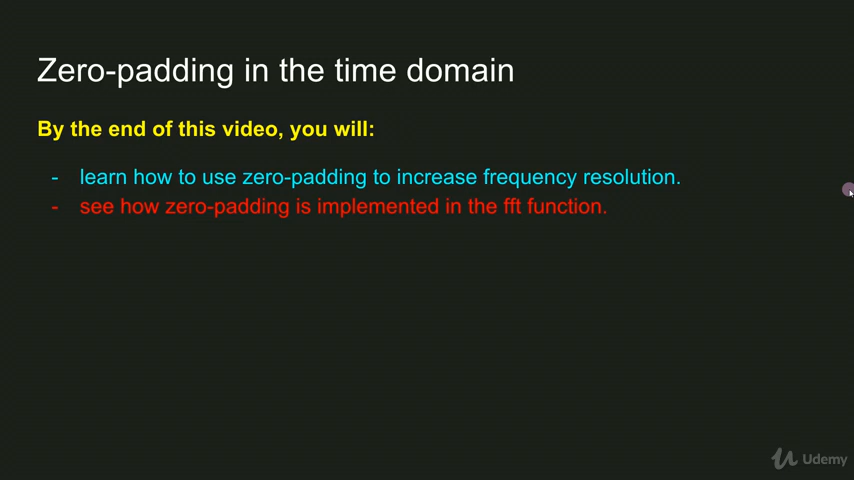 Zero-padding in the time domain
By the end of this video, you will:
- learn how to use zero-padding to increase frequency resolution.
- see how zero-padding is implemented in the fft function.
Udemy